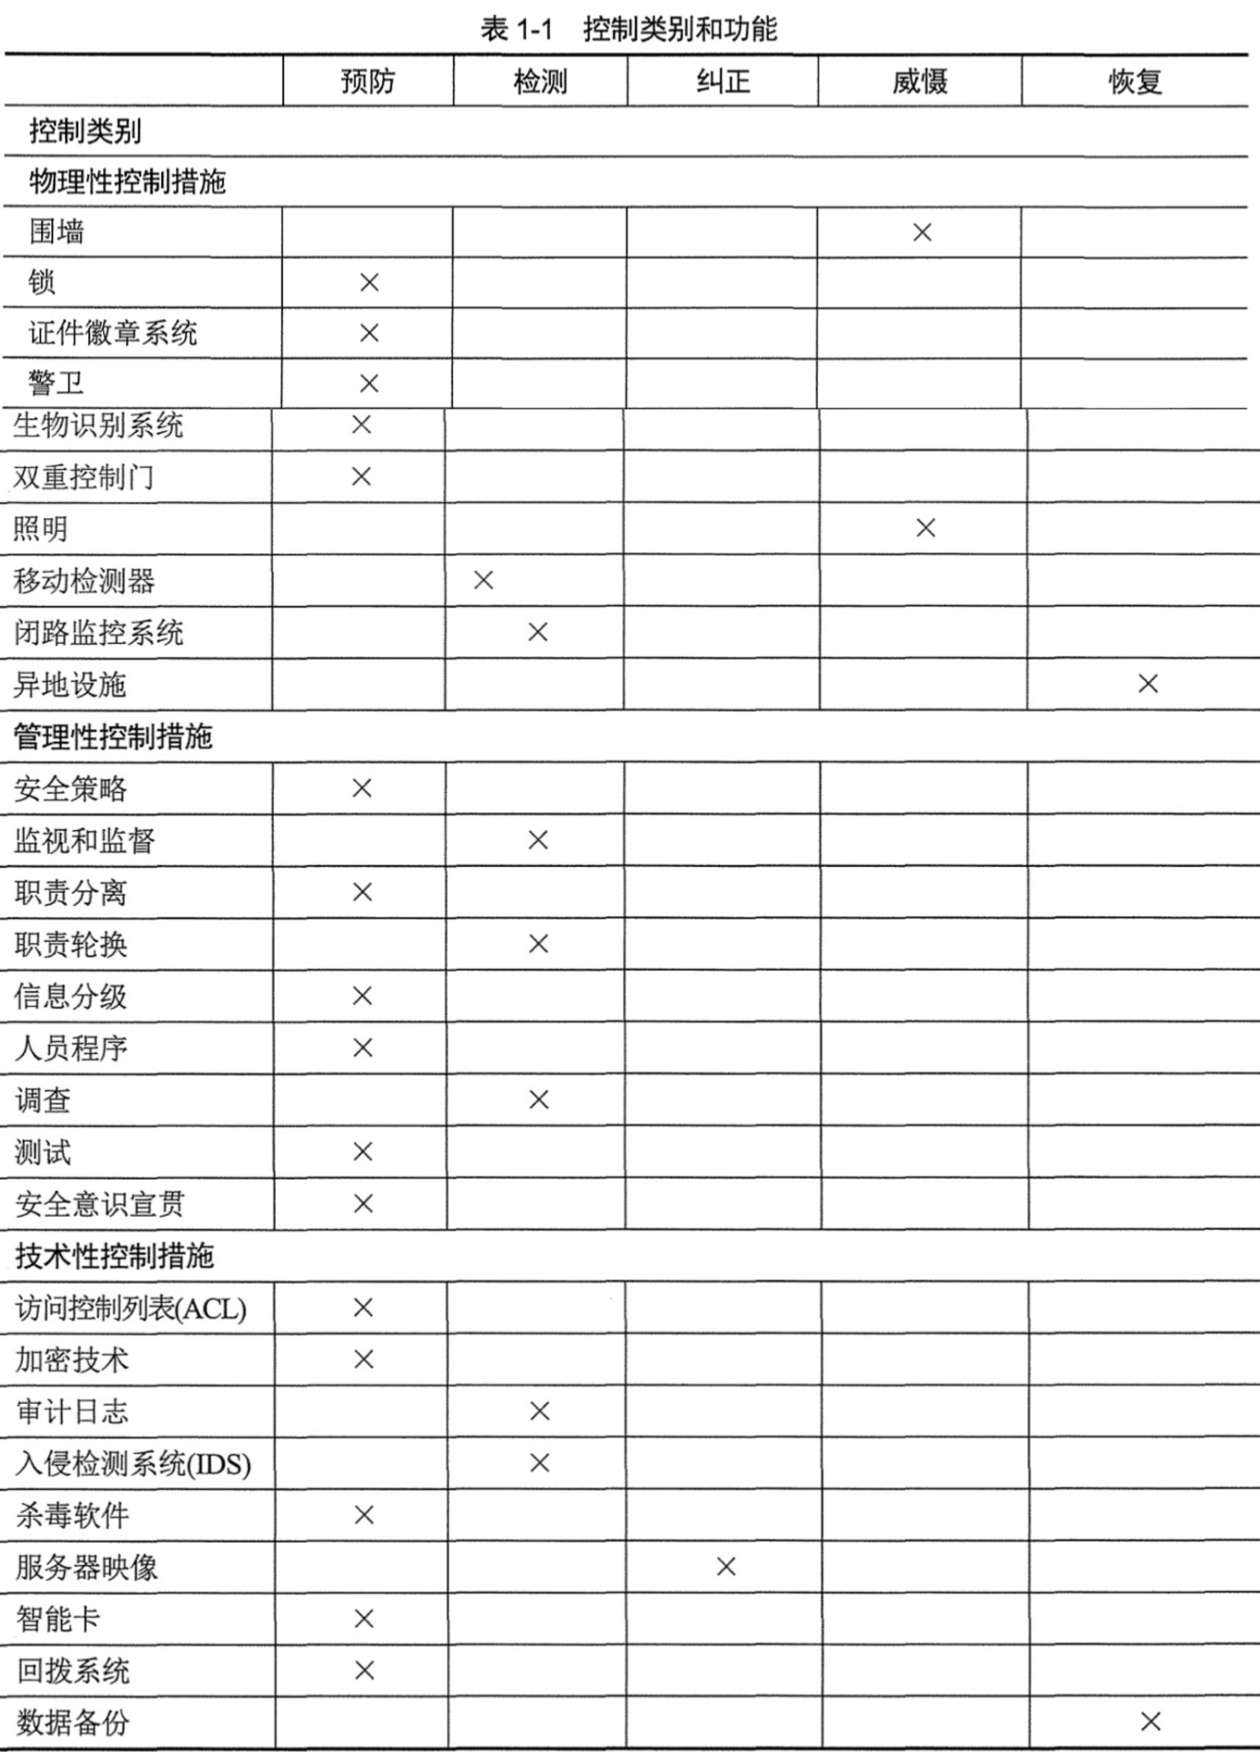 表 1-1 控制类别和功能
预防 检测 纠正 威慑 恢复
控制类别
物理性控制措施
围墙 ×
锁 ×
证件徽章系统 ×
警卫 ×
生物识别系统 ×
双重控制门 ×
照明 ×
移动检测器 ×
闭路监控系统 ×
异地设施 ×
管理性控制措施
安全策略 ×
监视和监督 ×
职责分离 ×
职责轮换 ×
信息分级 ×
人员程序 ×
调查 ×
测试 ×
安全意识宣贯 ×
技术性控制措施
访问控制列表(ACL) ×
加密技术 ×
审计日志 ×
入侵检测系统(IDS) ×
杀毒软件 ×
服务器映像 ×
智能卡 ×
回拨系统 ×
数据备份 ×